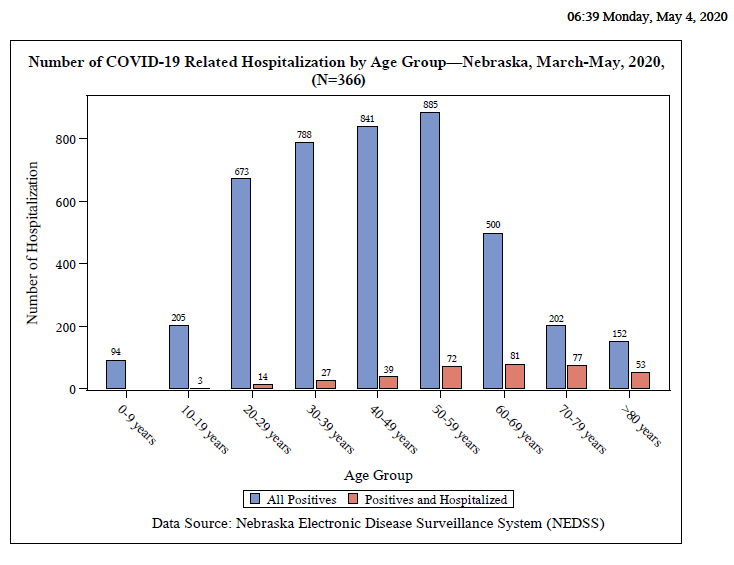 06:39 Monday, May 4, 2020
Number of COVID-19 Related Hospitalization by Age Group—Nebraska, March-May, 2020,
(N=366)
Number of Hospitalization
800
600
400
200
0
94
205
3
673
14
788
27
841
39
885
72
500
81
202
77
152
53
0-9 years
10-19 years
20-29 years
30-39 years
40-49 years
50-59 years
60-69 years
70-79 years
>80 years
Age Group
All Positives
Positives and Hospitalized
Data Source: Nebraska Electronic Disease Surveillance System (NEDSS)